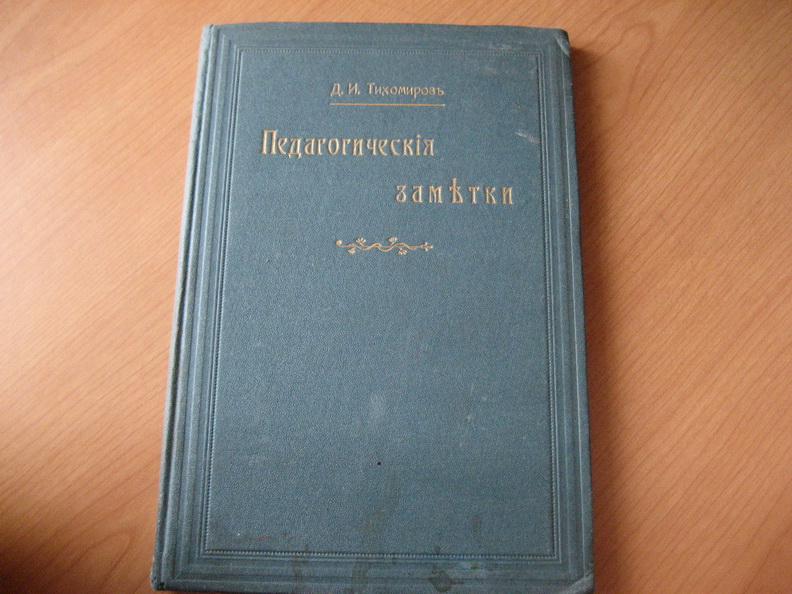 Д. И. Тихомировъ
Педагогическія
замѣтки